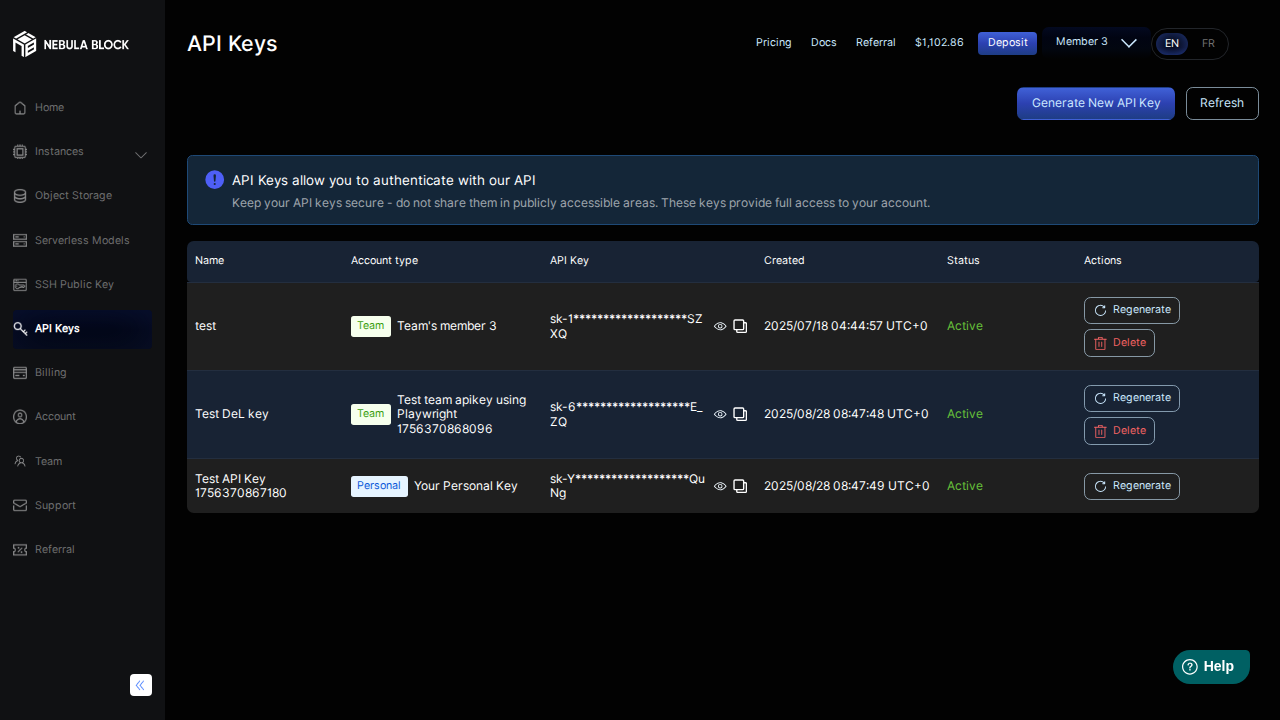 NEBULA BLOCK
Home
Instances
Object Storage
Serverless Models
SSH Public Key
API Keys
Billing
Account
Team
Support
Referral
API Keys
Pricing
Docs
Referral
$1,102.86
Deposit
Member 3
EN
FR
Generate New API Key
Refresh
API Keys allow you to authenticate with our API
Keep your API keys secure - do not share them in publicly accessible areas. These keys provide full access to your account.
Name
Account type
API Key
Created
Status
Actions
test
Team
Team's member 3
sk-1*******************SZ
XQ
2025/07/18 04:44:57 UTC+0
Active
Regenerate
Delete
Test DeL key
Team
Test team apikey using
Playwright
1756370868096
sk-6*******************E_
ZQ
2025/08/28 08:47:48 UTC+0
Active
Regenerate
Delete
Test API Key
1756370867180
Personal
Your Personal Key
sk-Y*******************Qu
Ng
2025/08/28 08:47:49 UTC+0
Active
Regenerate
Help